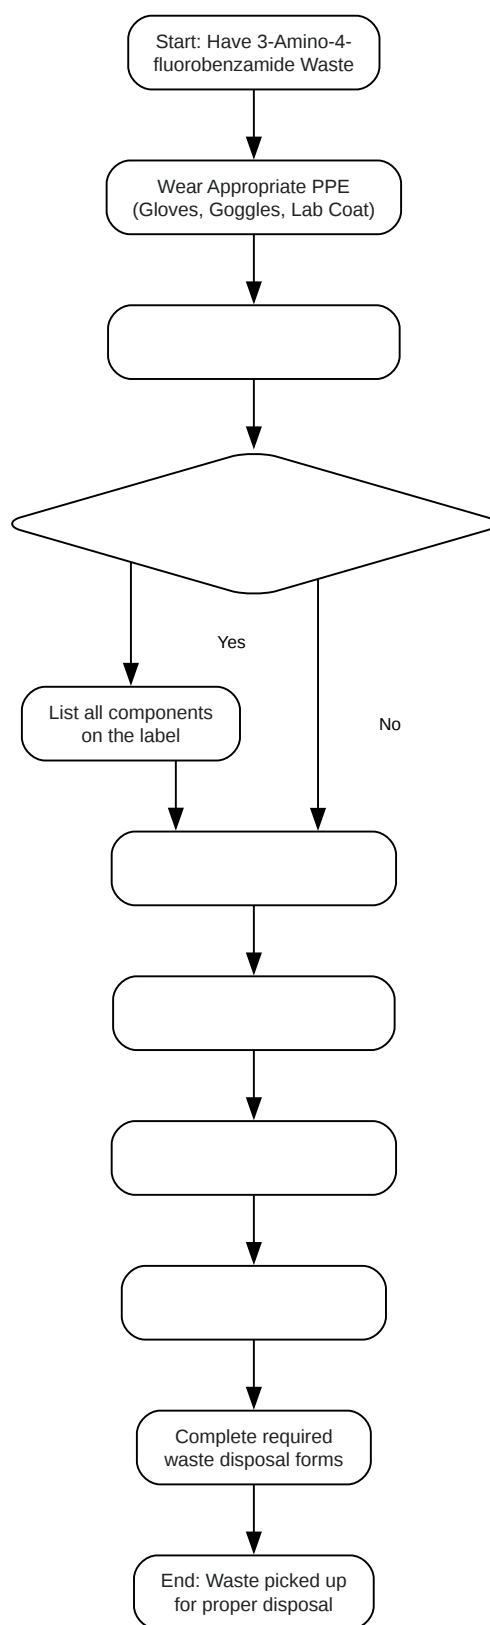 Start: Have 3-Amino-4-
fluorobenzamide Waste
Wear Appropriate PPE
(Gloves, Goggles, Lab Coat)
Yes
List all components
on the label
No
Complete required
waste disposal forms
End: Waste picked up
for proper disposal